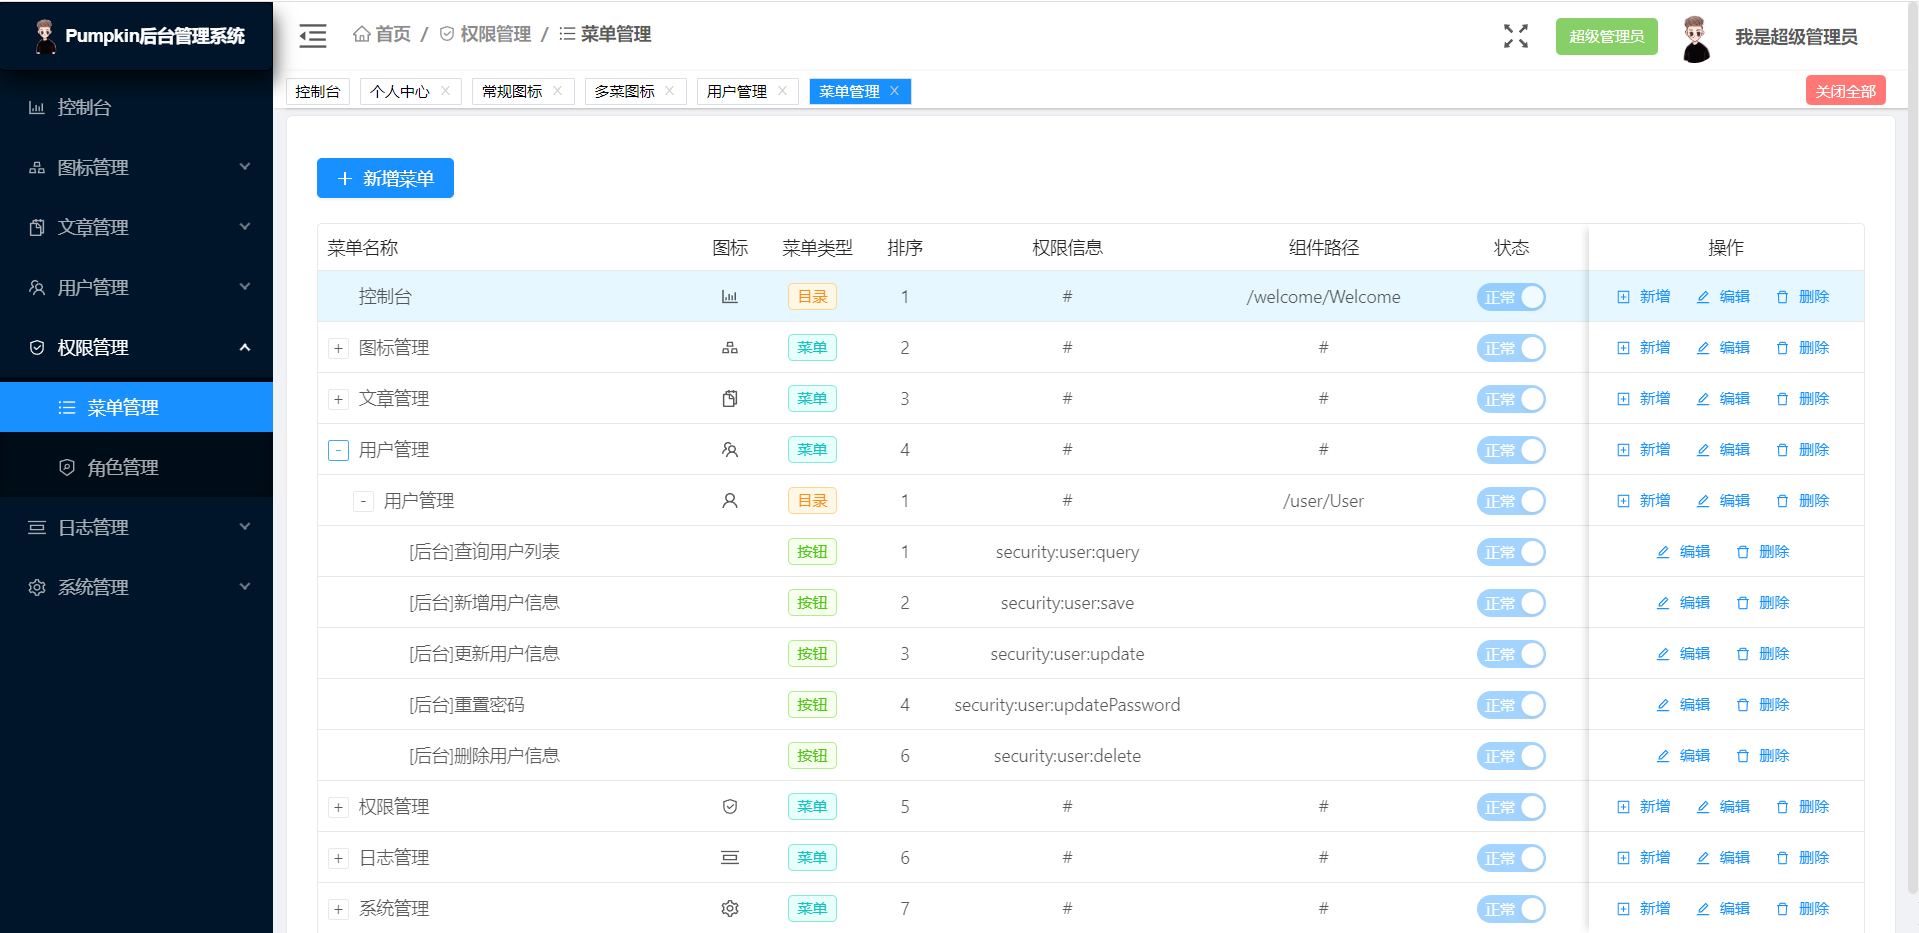 Pumpkin后台管理系统
控制台
图标管理
文章管理
用户管理
权限管理
菜单管理
角色管理
日志管理
系统管理
首页 / 权限管理 / 菜单管理
超级管理员 我是超级管理员
控制台 个人中心 常规图标 多菜图标 用户管理 菜单管理 关闭全部
+ 新增菜单
菜单名称 图标 菜单类型 排序 权限信息 组件路径 状态 操作
控制台 目录 1 # /welcome/Welcome 正常 新增 编辑 删除
+ 图标管理 菜单 2 # # 正常 新增 编辑 删除
+ 文章管理 菜单 3 # # 正常 新增 编辑 删除
- 用户管理 菜单 4 # # 正常 新增 编辑 删除
- 用户管理 目录 1 # /user/User 正常 新增 编辑 删除
[后台]查询用户列表 按钮 1 security:user:query 正常 编辑 删除
[后台]新增用户信息 按钮 2 security:user:save 正常 编辑 删除
[后台]更新用户信息 按钮 3 security:user:update 正常 编辑 删除
[后台]重置密码 按钮 4 security:user:updatePassword 正常 编辑 删除
[后台]删除用户信息 按钮 6 security:user:delete 正常 编辑 删除
+ 权限管理 菜单 5 # # 正常 新增 编辑 删除
+ 日志管理 菜单 6 # # 正常 新增 编辑 删除
+ 系统管理 菜单 7 # # 正常 新增 编辑 删除